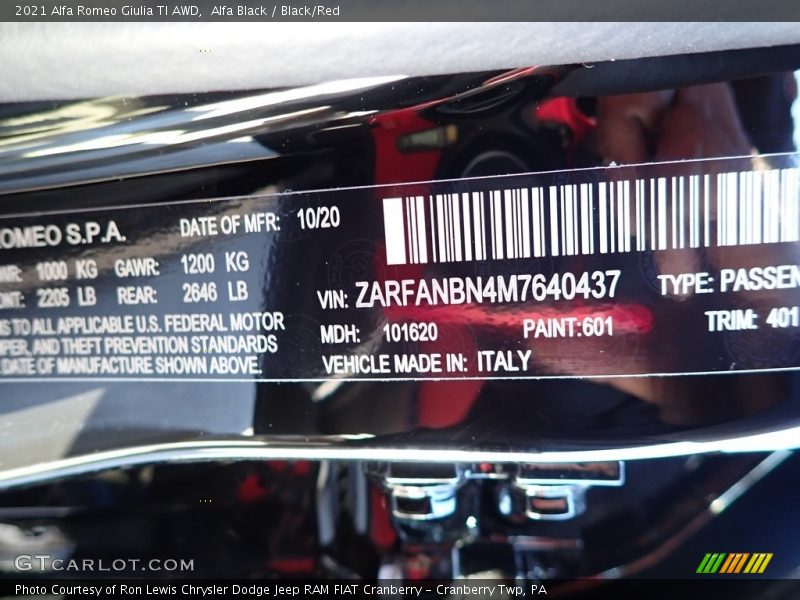 2021 Alfa Romeo Giulia TI AWD,  Alfa Black / Black/Red
ROMEO S.P.A. DATE OF MFR: 10/20
1000 KG GAWR: 1200 KG
2205 LB REAR: 2646 LB
VIN: ZARFANBN4M7640437 TYPE: PASSEN
S TO ALL APPLICABLE U.S. FEDERAL MOTOR
MDH: 101620 PAINT:601 TRIM: 401
PER, AND THEFT PREVENTION STANDARDS
DATE OF MANUFACTURE SHOWN ABOVE.
VEHICLE MADE IN: ITALY
GTCARLOT.COM
Photo Courtesy of Ron Lewis Chrysler Dodge Jeep RAM FIAT Cranberry – Cranberry Twp, PA